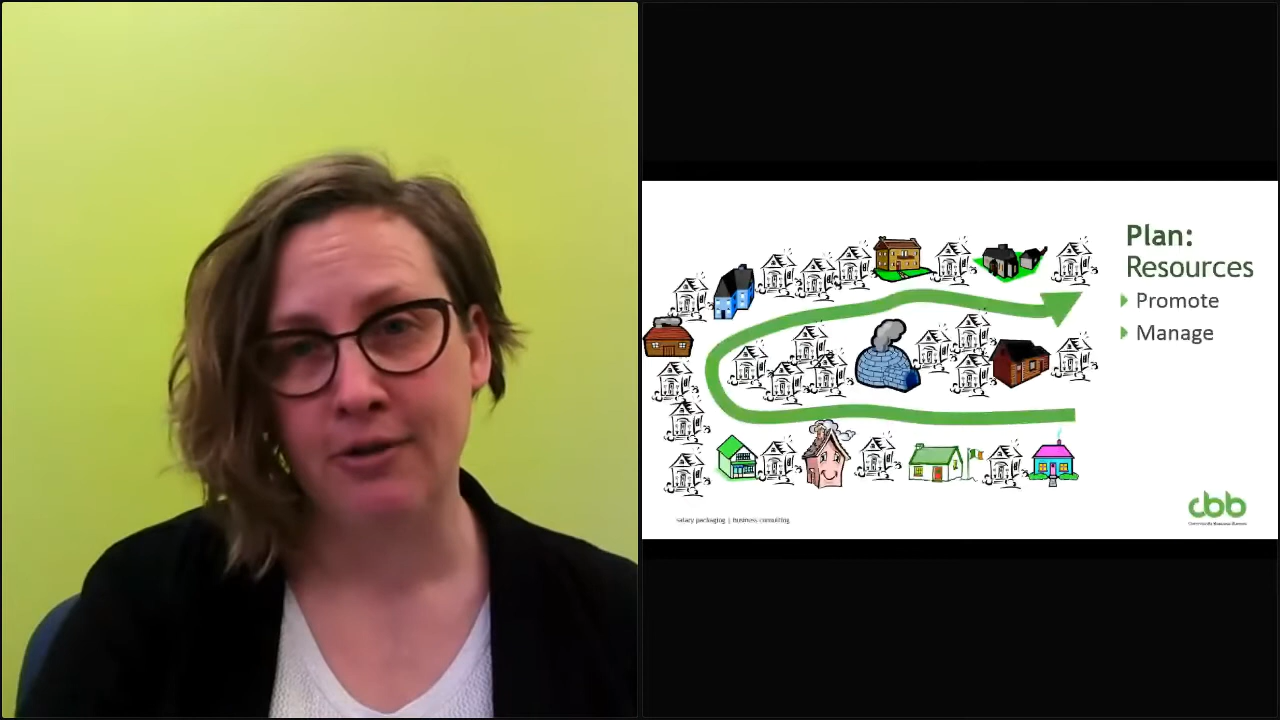 Plan:
Resources
Promote
Manage
cbb
salary packaging | business consulting